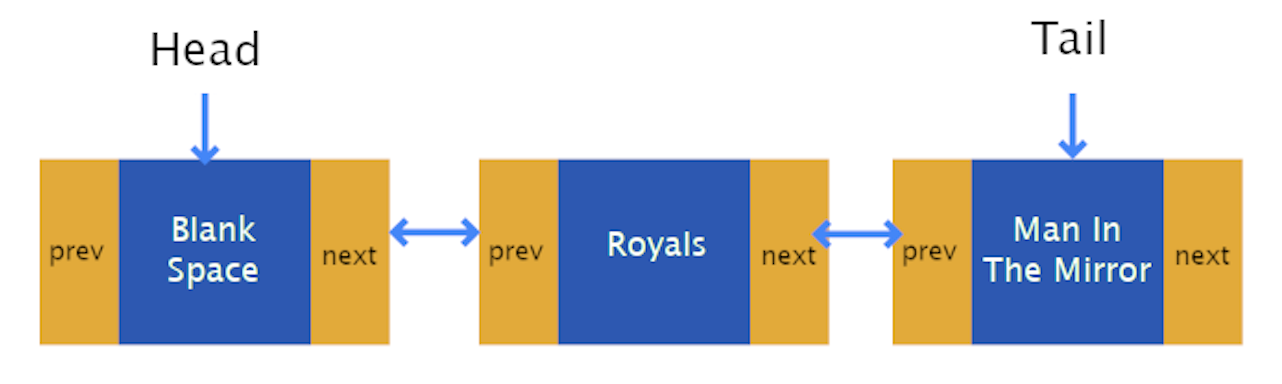 Head
Tail
prev
Blank
Space
next
prev
Royals
next
prev
Man In
The Mirror
next